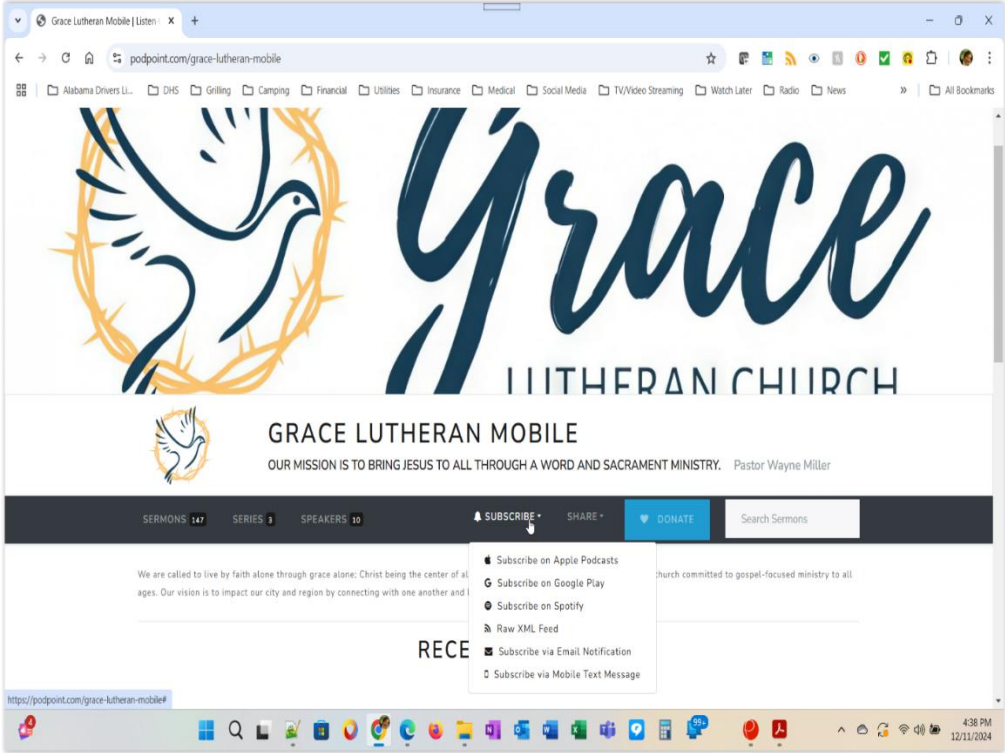 Grace Lutheran Mobile | Listen
podpoint.com/grace-lutheran-mobile
Alabama Drivers Li... DHS Grilling Camping Financial Utilities Insurance Medical Social Media TV/Video Streaming Watch Later Radio News » All Bookmarks
grace
LUTHERAN CHURCH
GRACE LUTHERAN MOBILE
OUR MISSION IS TO BRING JESUS TO ALL THROUGH A WORD AND SACRAMENT MINISTRY. Pastor Wayne Miller
SERMONS 147 SERIES 3 SPEAKERS 10 SUBSCRIBE SHARE DONATE Search Sermons
Subscribe on Apple Podcasts
Subscribe on Google Play
Subscribe on Spotify
Raw XML Feed
Subscribe via Email Notification
Subscribe via Mobile Text Message
We are called to live by faith alone through grace alone; Christ being the center of al church committed to gospel-focused ministry to all
ages. Our vision is to impact our city and region by connecting with one another and
RECE
https://podpoint.com/grace-lutheran-mobile#
4 99+ 4:38 PM
12/11/2024